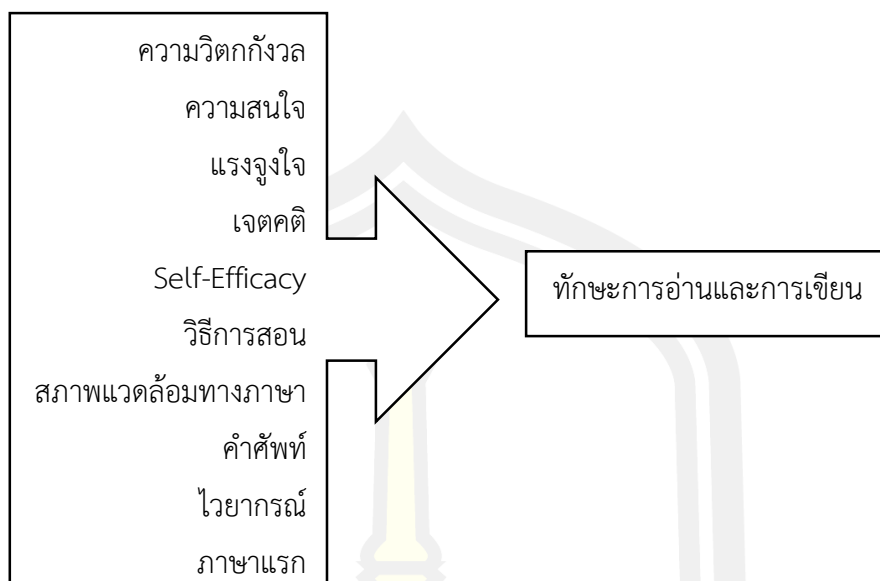 ความวิตกกังวล
ความสนใจ
แรงจูงใจ
เจตคติ
Self-Efficacy
วิธีการสอน
สภาพแวดล้อมทางภาษา
คำศัพท์
ไวยากรณ์
ภาษาแรก
ทักษะการอ่านและการเขียน